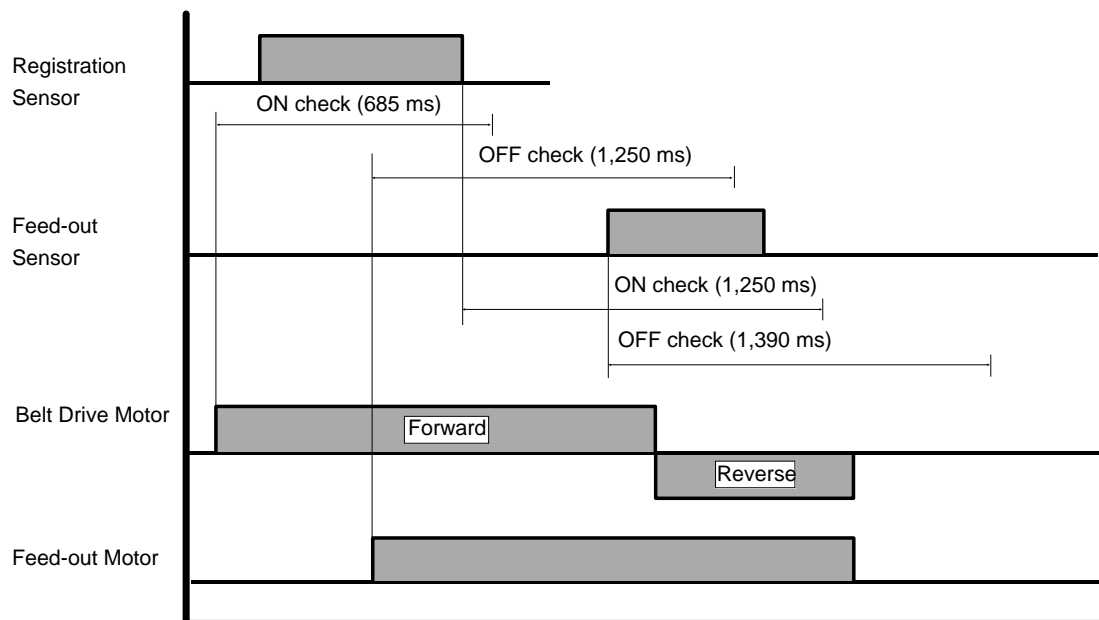 Registration
Sensor
ON check (685 ms)
OFF check (1,250 ms)
Feed-out
Sensor
ON check (1,250 ms)
OFF check (1,390 ms)
Belt Drive Motor
Forward
Reverse
Feed-out Motor